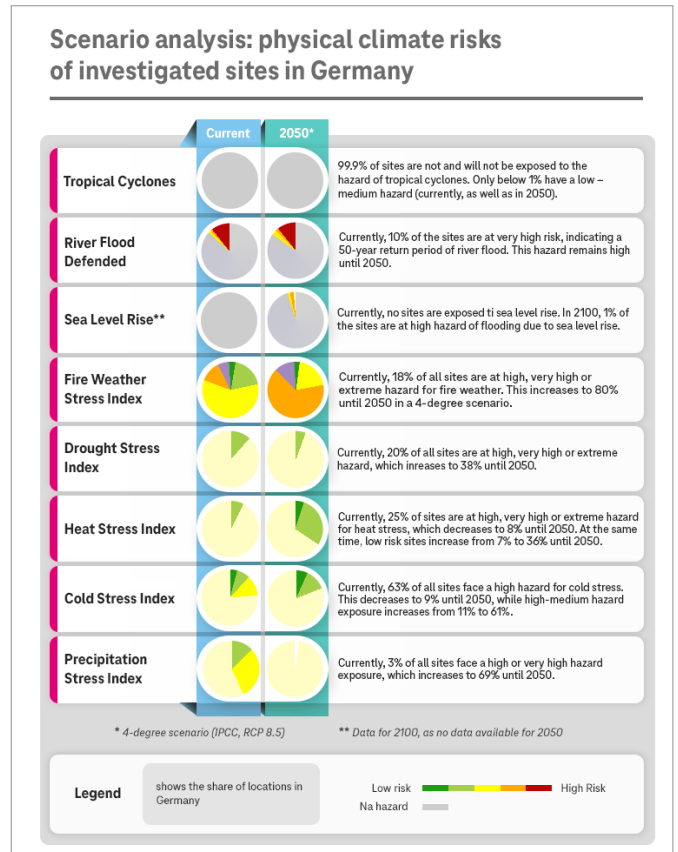 Scenario analysis: physical climate risks
of investigated sites in Germany
Current
2050*
Tropical Cyclones
99.9% of sites are not and will not be exposed to the
hazard of tropical cyclones. Only below 1% have a low –
medium hazard (currently, as well as in 2050).
River Flood
Defended
Currently, 10% of the sites are at very high risk, indicating a
50-year return period of river flood. This hazard remains high
until 2050.
Sea Level Rise**
Currently, no sites are exposed ti sea level rise. In 2100, 1% of
the sites are at high hazard of flooding due to sea level rise.
Fire Weather
Stress Index
Currently, 18% of all sites are at high, very high or
extreme hazard for fire weather. This increases to 80%
until 2050 in a 4-degree scenario.
Drought Stress
Index
Currently, 20% of all sites are at high, very high or extreme
hazard, which inreases to 38% until 2050.
Heat Stress Index
Currently, 25% of sites are at high, very high or extreme hazard
for heat stress, which decreases to 8% until 2050. At the same
time, low risk sites increase from 7% to 36% until 2050.
Cold Stress Index
Currently, 63% of all sites face a high hazard for cold stress.
This decreases to 9% until 2050, while high-medium hazard
exposure increases from 11% to 61%.
Precipitation
Stress Index
Currently, 3% of all sites face a high or very high hazard
exposure, which increases to 69% until 2050.
* 4-degree scenario (IPCC, RCP 8.5)
** Data for 2100, as no data available for 2050
Legend
shows the share of locations in
Germany
Low risk
High Risk
Na hazard